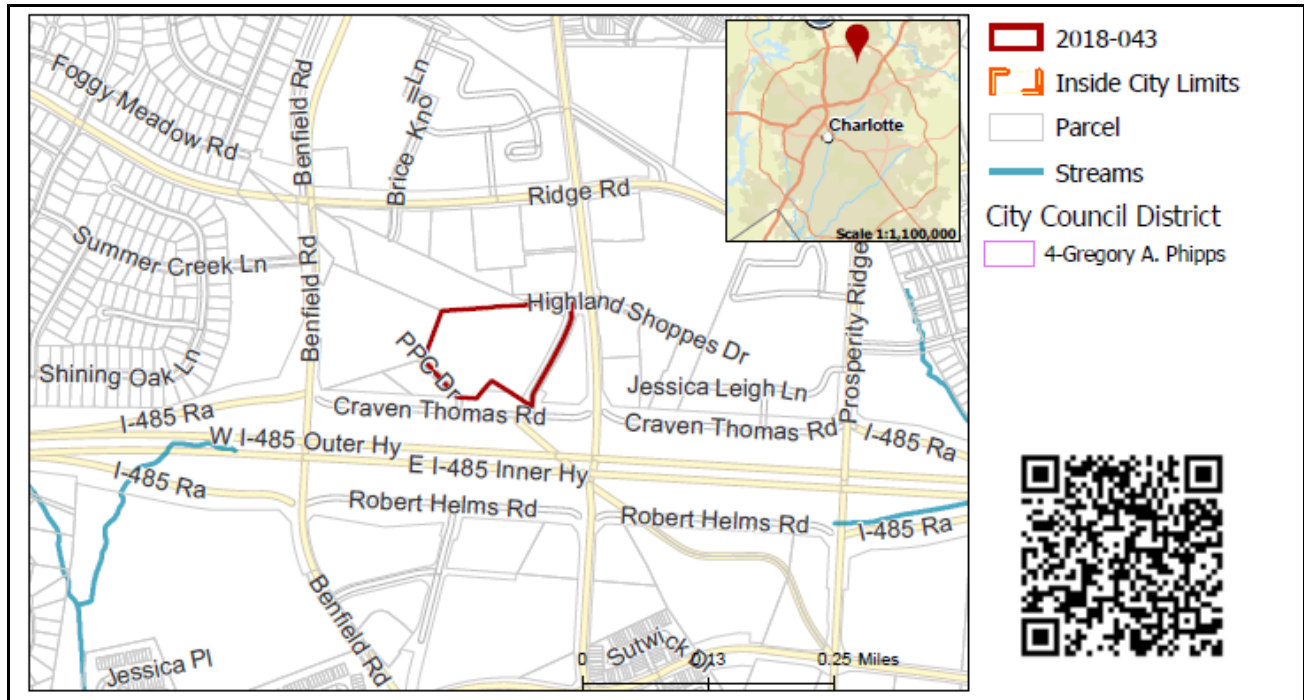 Foggy Meadow Rd
Benfield Rd
Brice Kno Ln
Ridge Rd
Summer Creek Ln
Benfield Rd
Highland Shoppes Dr
Prosperity Ridge
PPG Dr
Shining Oak Ln
Jessica Leigh Ln
I-485 Ra
Craven Thomas Rd
Craven Thomas Rd
I-485 Ra
W I-485 Outer Hy
E I-485 Inner Hy
I-485 Ra
Robert Helms Rd
Robert Helms Rd
I-485 Ra
Benfield Rd
Sutwick Dr
Jessica Pl
0 0.13 0.25 Miles
Charlotte
Scale 1:1,100,000
2018-043
Inside City Limits
Parcel
Streams
City Council District
4-Gregory A. Phipps